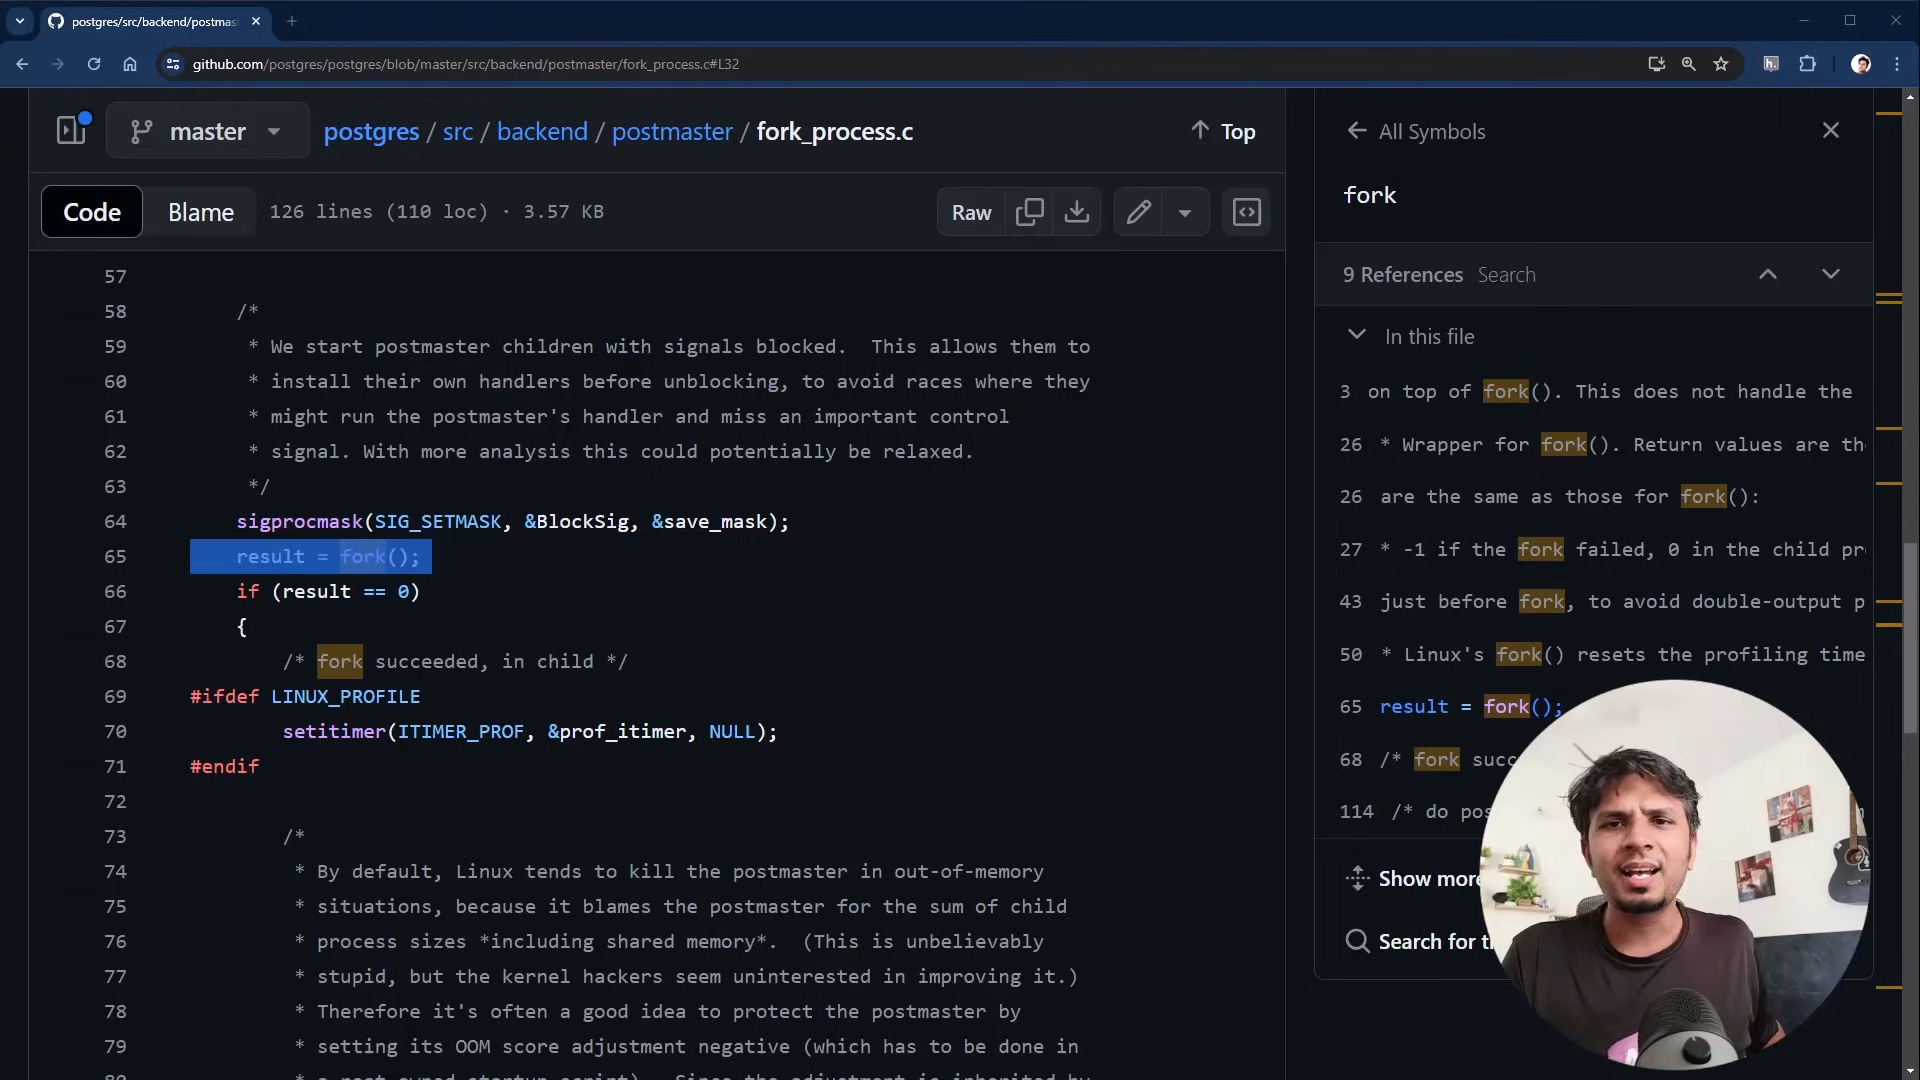 postgres/src/backend/postmas
github.com/postgres/postgres/blob/master/src/backend/postmaster/fork_process.c#L32
master
postgres / src / backend / postmaster / fork_process.c
Top
Code
Blame
126 lines (110 loc) · 3.57 KB
Raw
57
58 /*
59 * We start postmaster children with signals blocked.  This allows them to
60 * install their own handlers before unblocking, to avoid races where they
61 * might run the postmaster's handler and miss an important control
62 * signal. With more analysis this could potentially be relaxed.
63 */
64 sigprocmask(SIG_SETMASK, &BlockSig, &save_mask);
65 result = fork();
66 if (result == 0)
67 {
68 /* fork succeeded, in child */
69 #ifdef LINUX_PROFILE
70 setitimer(ITIMER_PROF, &prof_itimer, NULL);
71 #endif
72
73 /*
74 * By default, Linux tends to kill the postmaster in out-of-memory
75 * situations, because it blames the postmaster for the sum of child
76 * process sizes *including shared memory*.  (This is unbelievably
77 * stupid, but the kernel hackers seem uninterested in improving it.)
78 * Therefore it's often a good idea to protect the postmaster by
79 * setting its OOM score adjustment negative (which has to be done in
All Symbols
fork
9 References Search
In this file
3 on top of fork(). This does not handle the
26 * Wrapper for fork(). Return values are the
26 are the same as those for fork():
27 * -1 if the fork failed, 0 in the child pr
43 just before fork, to avoid double-output p
50 * Linux's fork() resets the profiling time
65 result = fork();
68 /* fork succ
114 /* do pos
Show more
Search for t
h.